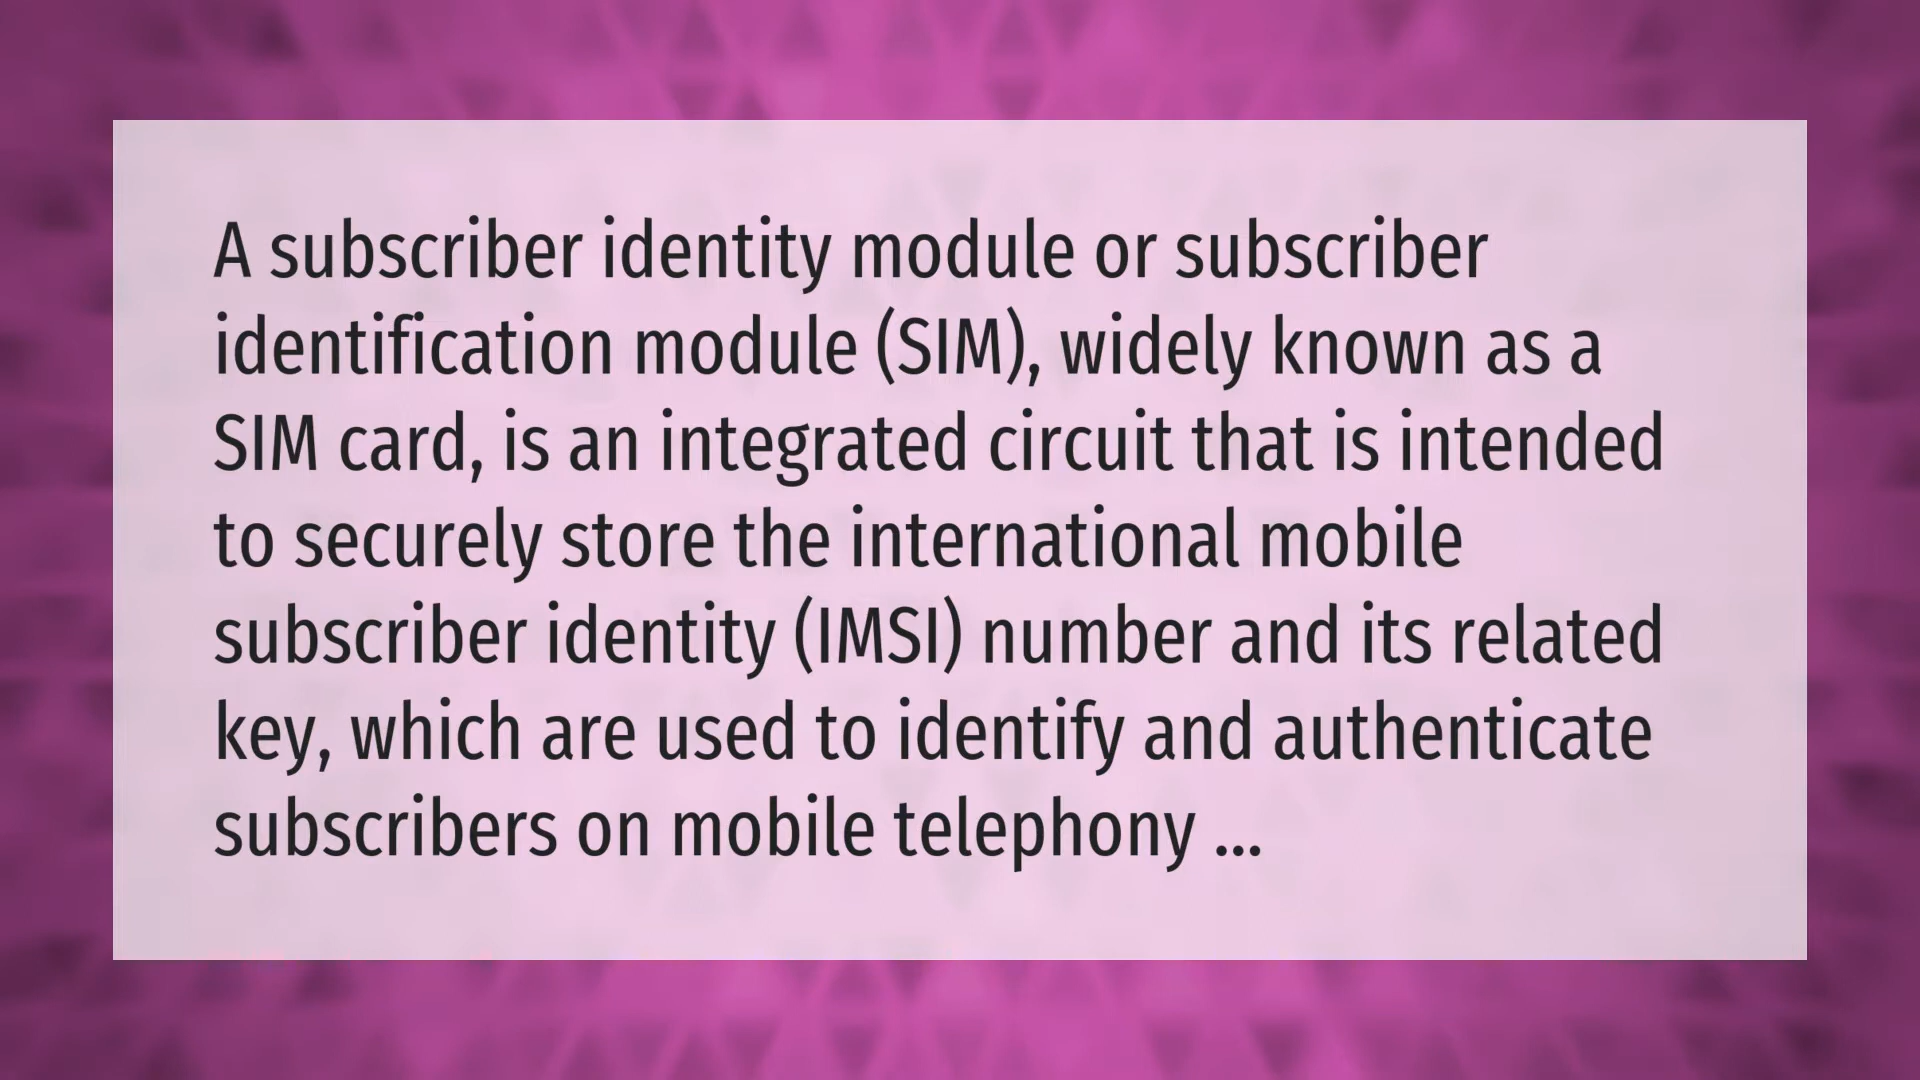 A subscriber identity module or subscriber
identification module (SIM), widely known as a
SIM card, is an integrated circuit that is intended
to securely store the international mobile
subscriber identity (IMSI) number and its related
key, which are used to identify and authenticate
subscribers on mobile telephony ...